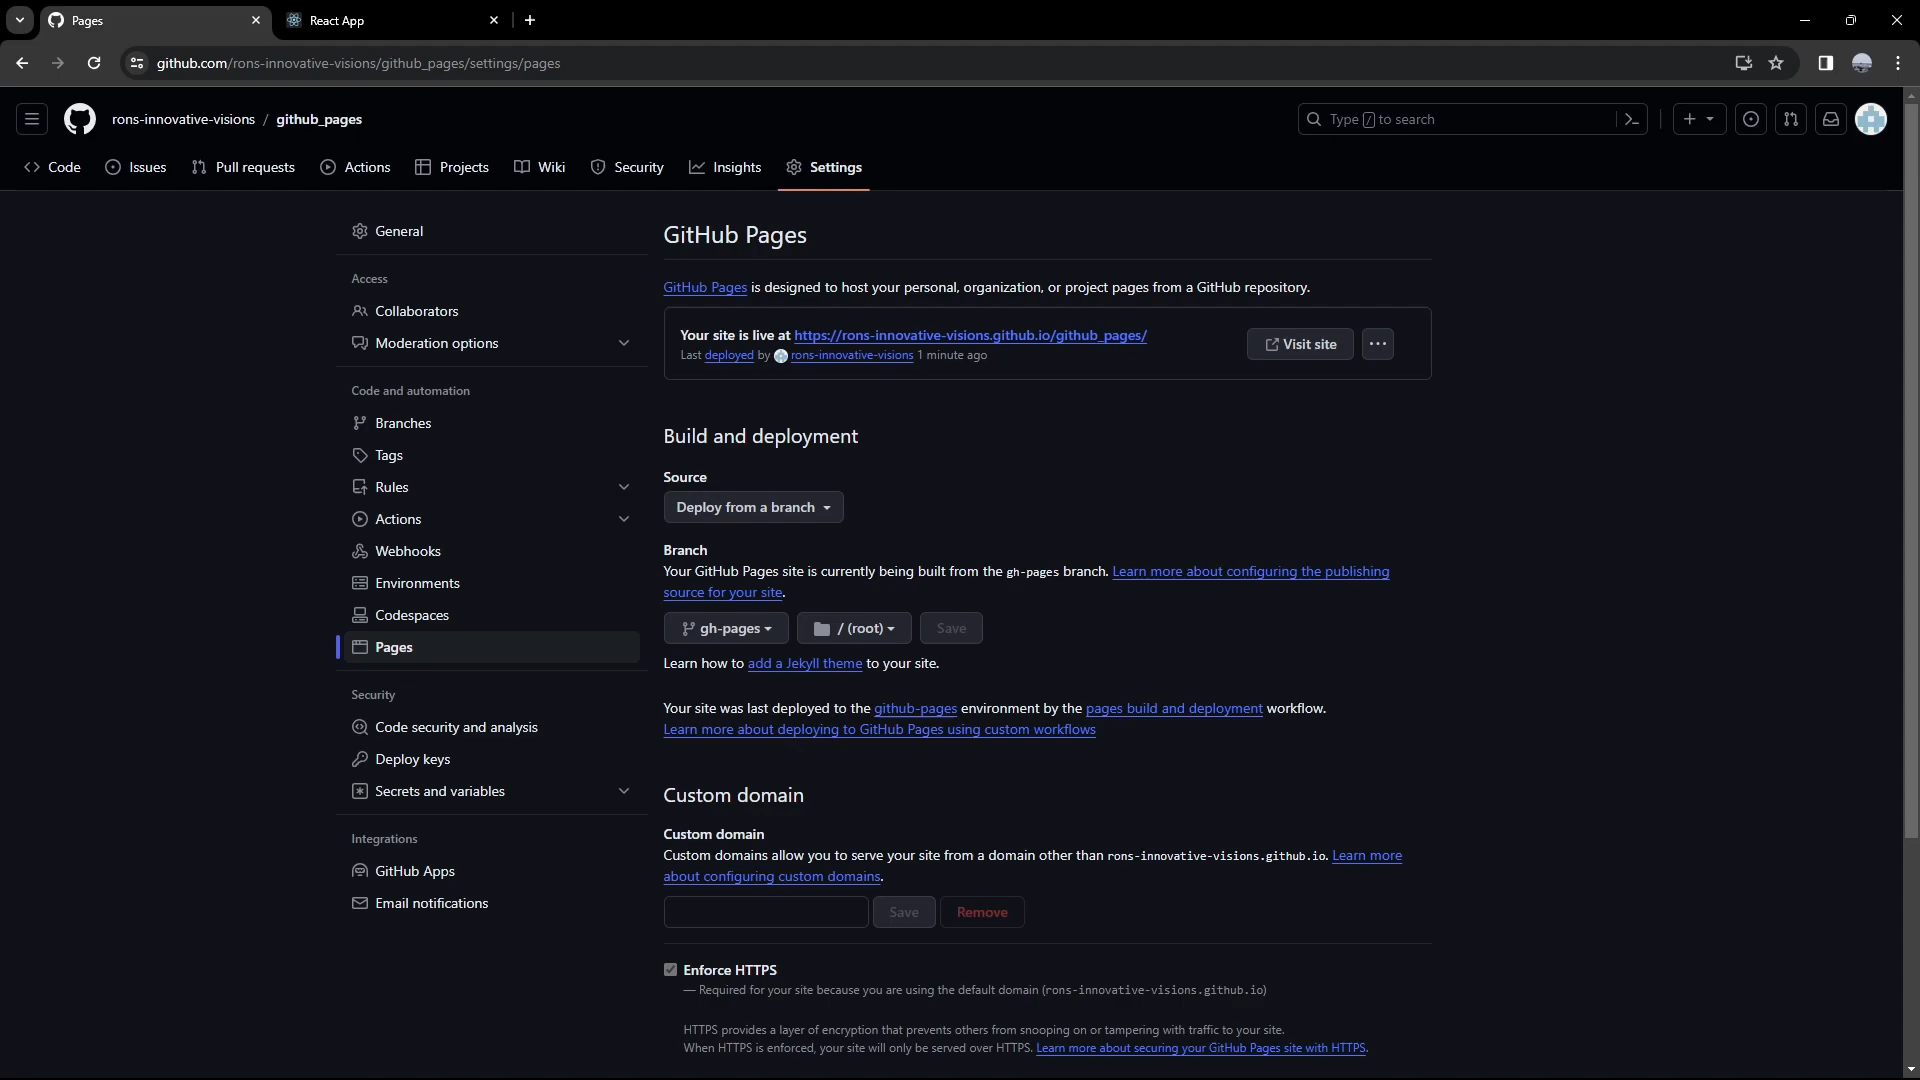 Pages
React App
github.com/rons-innovative-visions/github_pages/settings/pages
rons-innovative-visions / github_pages
Type / to search
Code
Issues
Pull requests
Actions
Projects
Wiki
Security
Insights
Settings
General
Access
Collaborators
Moderation options
Code and automation
Branches
Tags
Rules
Actions
Webhooks
Environments
Codespaces
Pages
Security
Code security and analysis
Deploy keys
Secrets and variables
Integrations
GitHub Apps
Email notifications
GitHub Pages
GitHub Pages is designed to host your personal, organization, or project pages from a GitHub repository.
Your site is live at https://rons-innovative-visions.github.io/github_pages/
Last deployed by rons-innovative-visions 1 minute ago
Visit site
Build and deployment
Source
Deploy from a branch
Branch
Your GitHub Pages site is currently being built from the gh-pages branch. Learn more about configuring the publishing
source for your site.
gh-pages
/ (root)
Save
Learn how to add a Jekyll theme to your site.
Your site was last deployed to the github-pages environment by the pages build and deployment workflow.
Learn more about deploying to GitHub Pages using custom workflows
Custom domain
Custom domain
Custom domains allow you to serve your site from a domain other than rons-innovative-visions.github.io. Learn more
about configuring custom domains.
Save
Remove
Enforce HTTPS
— Required for your site because you are using the default domain (rons-innovative-visions.github.io)
HTTPS provides a layer of encryption that prevents others from snooping on or tampering with traffic to your site.
When HTTPS is enforced, your site will only be served over HTTPS. Learn more about securing your GitHub Pages site with HTTPS.